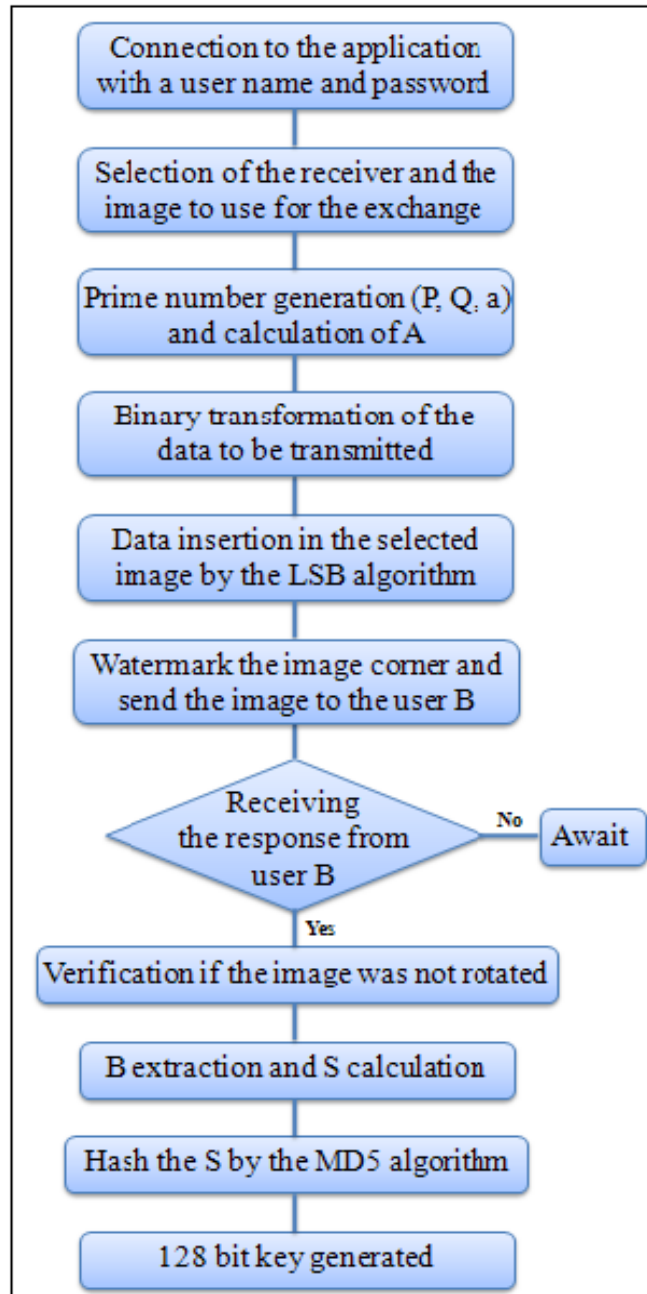 Connection to the application
with a user name and password
Selection of the receiver and the
image to use for the exchange
Prime number generation (P, Q, a)
and calculation of A
Binary transformation of the
data to be transmitted
Data insertion in the selected
image by the LSB algorithm
Watermark the image corner and
send the image to the user B
Receiving
the response from
user B
No
Await
Yes
Verification if the image was not rotated
B extraction and S calculation
Hash the S by the MD5 algorithm
128 bit key generated